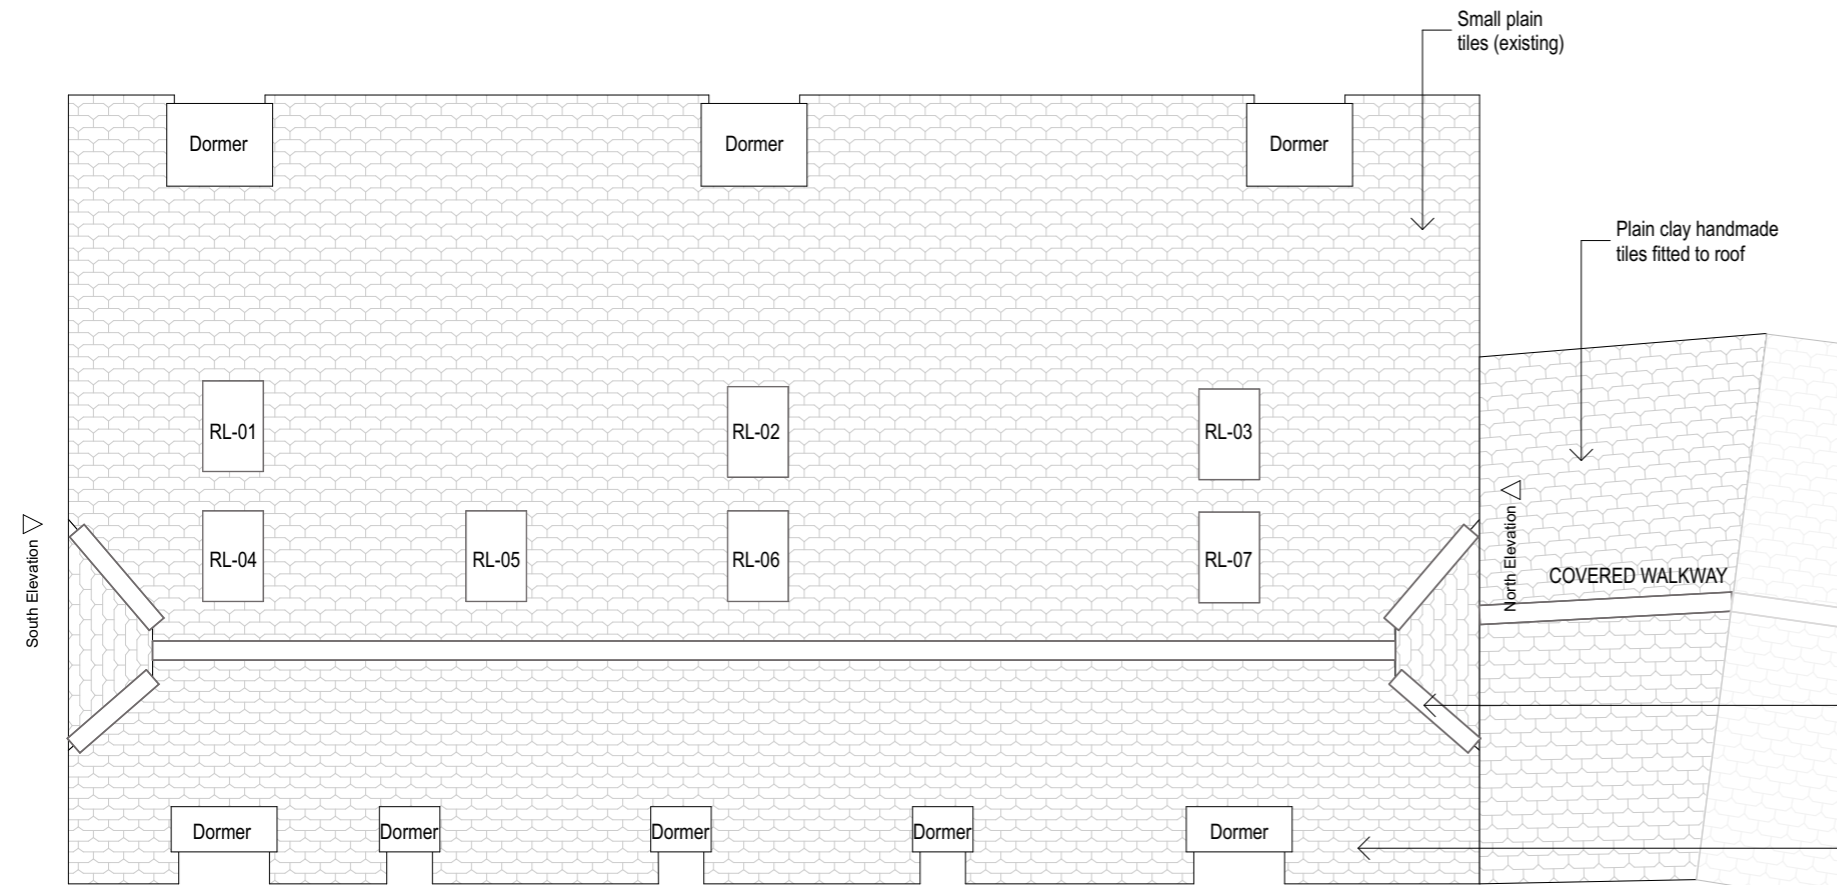 Small plain
tiles (existing)
Dormer
Dormer
Dormer
Plain clay handmade
tiles fitted to roof
RL-01
RL-02
RL-03
South Elevation
RL-04
RL-05
RL-06
RL-07
North Elevation
COVERED WALKWAY
Dormer
Dormer
Dormer
Dormer
Dormer